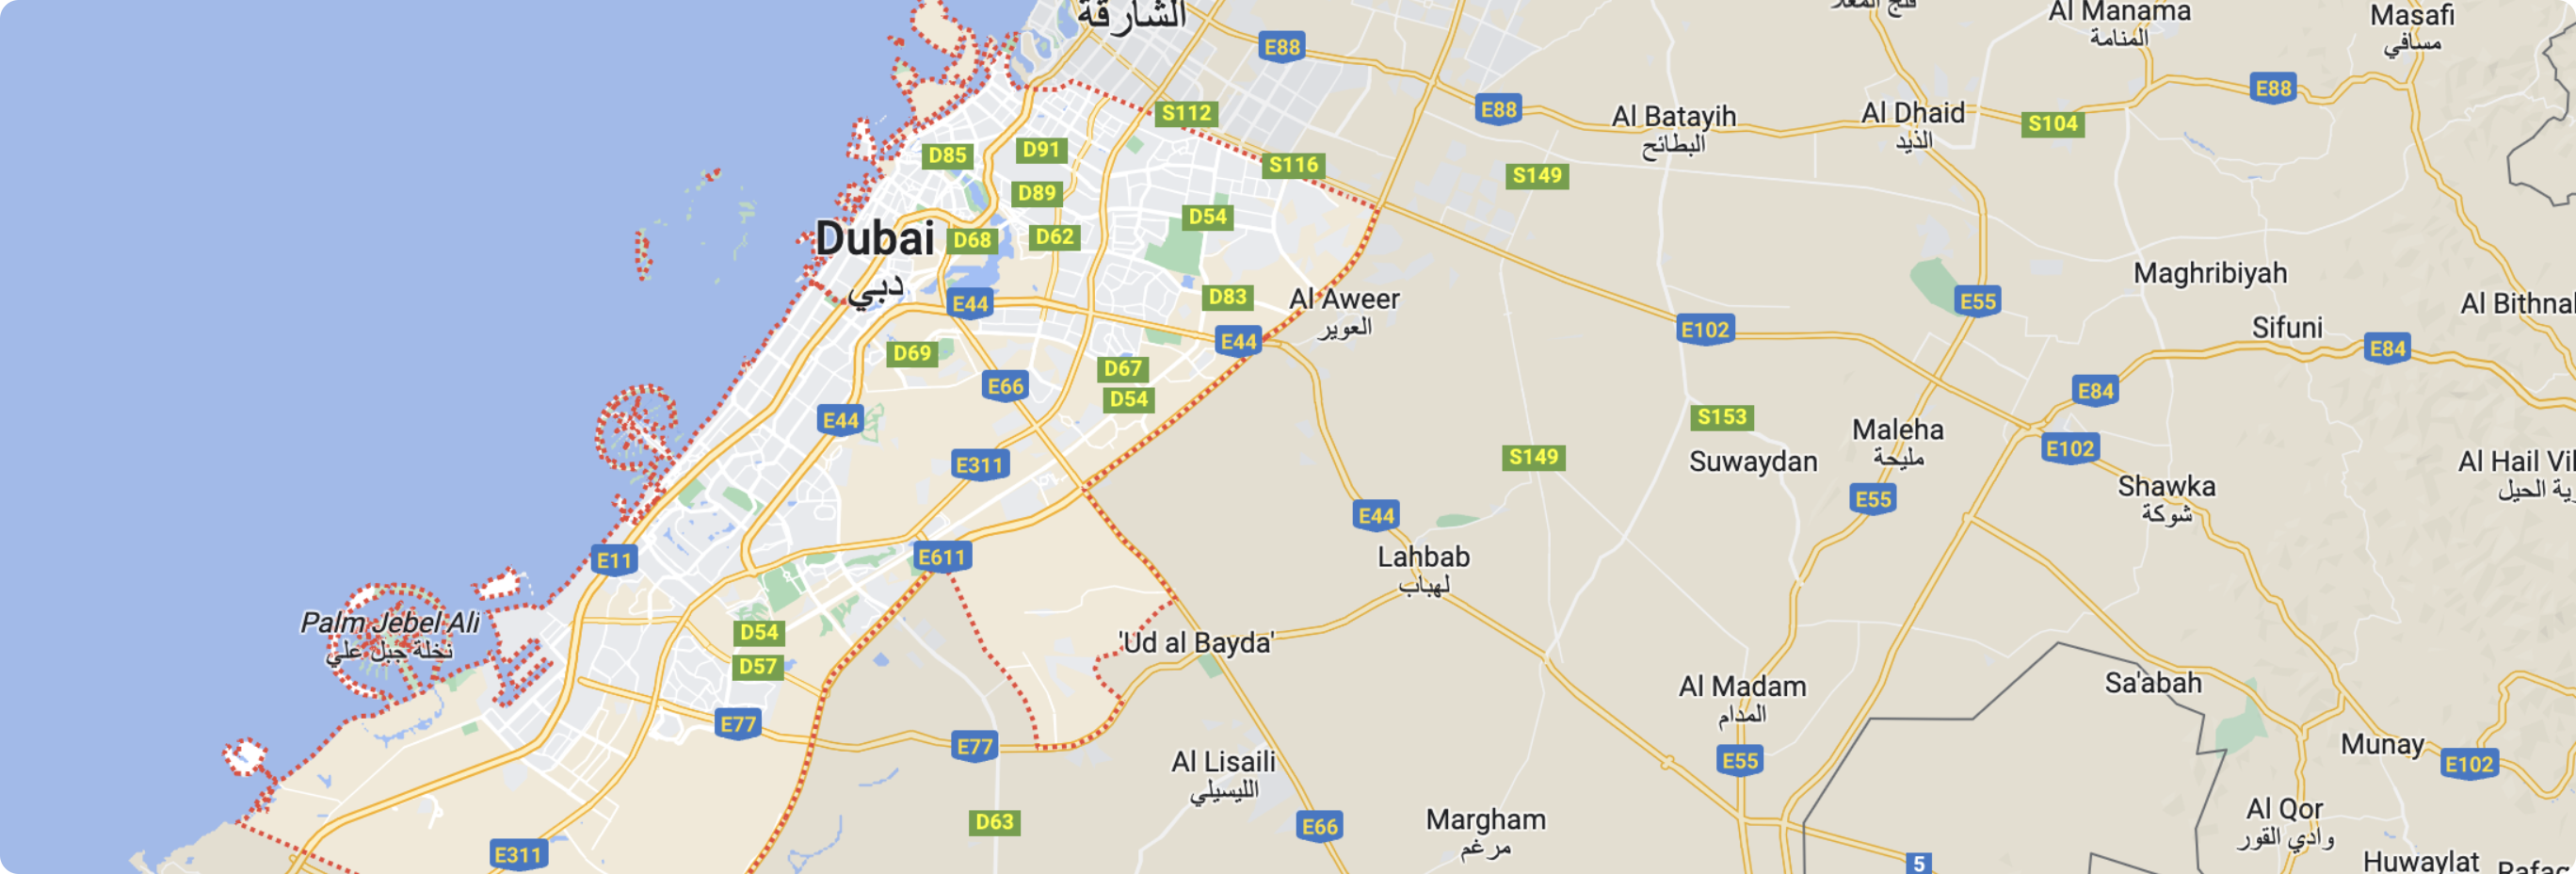 الشارقة
فلج المعلا
Al Manama
المنامة
Masafi
مسافي
E88
E88
E88
S112
Al Batayih
البطائح
Al Dhaid
الذيد
S104
D85
D91
S116
S149
D89
D54
Dubai
دبي
D68
D62
Maghribiyah
E44
D83
Al Aweer
العوير
E55
Al Bithnah
E44
E102
Sifuni
E84
D69
D67
E66
D54
E84
E44
S153
Maleha
مليحة
E102
E311
S149
Suwaydan
Al Hail Vil
ية الحيل
E55
Shawka
شوكة
E44
E11
E611
Lahbab
لهباب
Palm Jebel Ali
نخلة جبل علي
D54
'Ud al Bayda'
D57
Al Madam
المدام
Sa'abah
E77
E77
Munay
Al Lisaili
الليسيلي
E55
E102
D63
E66
Margham
مرغم
Al Qor
وادي القور
E311
5
Huwaylat